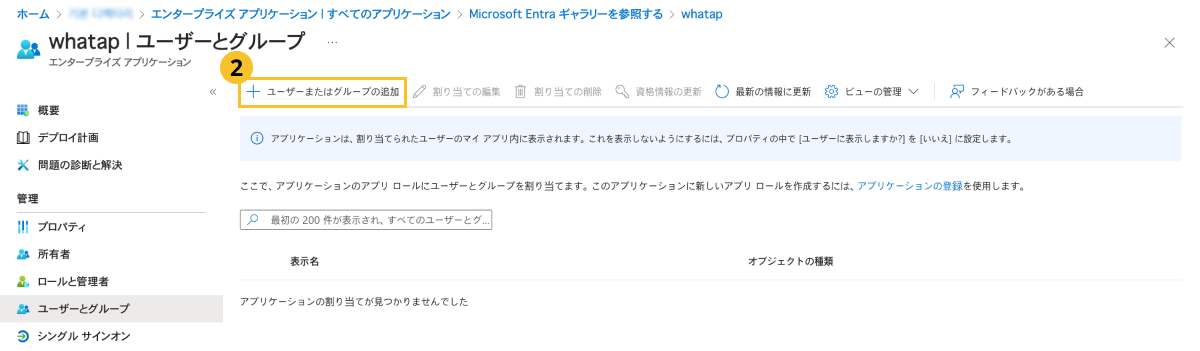 ホーム > > エンタープライズ アプリケーション | すべてのアプリケーション > Microsoft Entra ギャラリーを参照する > whatap
whatap | ユーザーとグループ ...
エンタープライズ アプリケーション
2
«
ユーザーまたはグループの追加 割り当ての編集 割り当ての削除 資格情報の更新 最新の情報に更新 ビューの管理 フィードバックがある場合
概要
デプロイ計画
問題の診断と解決
管理
プロパティ
所有者
ロールと管理者
ユーザーとグループ
シングル サインオン
アプリケーションは、割り当てられたユーザーのマイ アプリ内に表示されます。これを表示しないようにするには、プロパティの中で [ユーザーに表示しますか?] を [いいえ] に設定します。
ここで、アプリケーションのアプリ ロールにユーザーとグループを割り当てます。このアプリケーションに新しいアプリ ロールを作成するには、アプリケーションの登録を使用します。
最初の 200 件が表示され、すべてのユーザーとグ...
表示名 オブジェクトの種類
アプリケーションの割り当てが見つかりませんでした